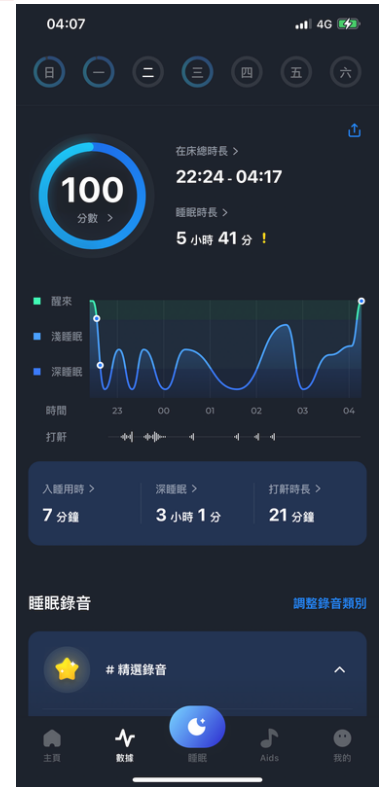 04:07
4G
日 一 二 三 四 五 六
在床總時長 >
22:24 - 04:17
100
分數 >
睡眠時長 >
5 小時 41 分 !
醒來
淺睡眠
深睡眠
時間 23 00 01 02 03 04
打鼾
入睡用時 > 深睡眠 > 打鼾時長 >
7 分鐘 3 小時 1 分 21 分鐘
睡眠錄音 調整錄音類別
# 精選錄音
主頁 數據 睡眠 Aids 我的